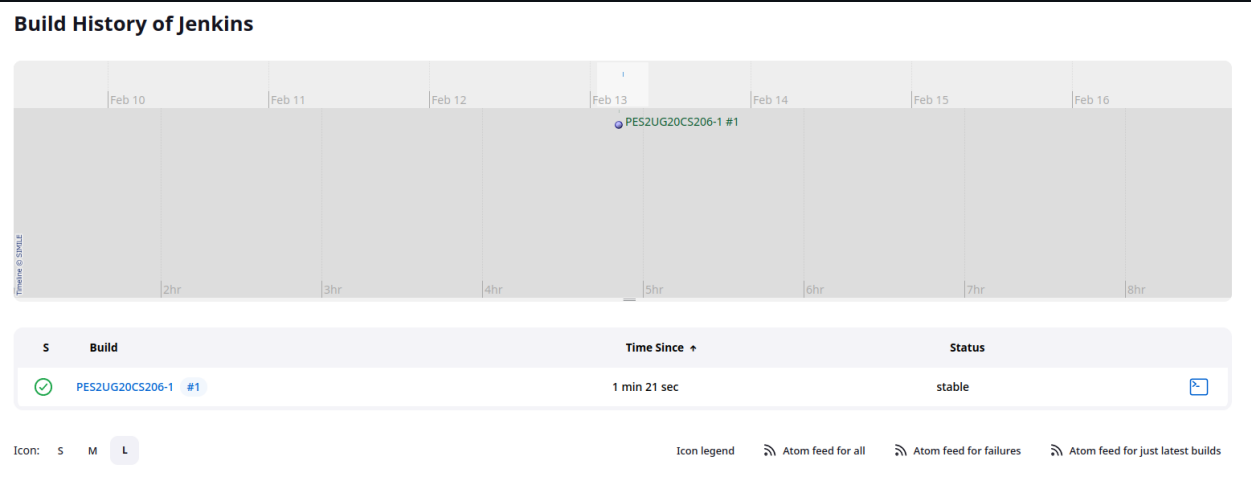 Build History of Jenkins
Feb 10 Feb 11 Feb 12 Feb 13 Feb 14 Feb 15 Feb 16
PES2UG20CS206-1 #1
Timeline © SIMILE
2hr 3hr 4hr 5hr 6hr 7hr 8hr
S Build Time Since ↑ Status
PES2UG20CS206-1 #1 1 min 21 sec stable
Icon: S M L Icon legend Atom feed for all Atom feed for failures Atom feed for just latest builds